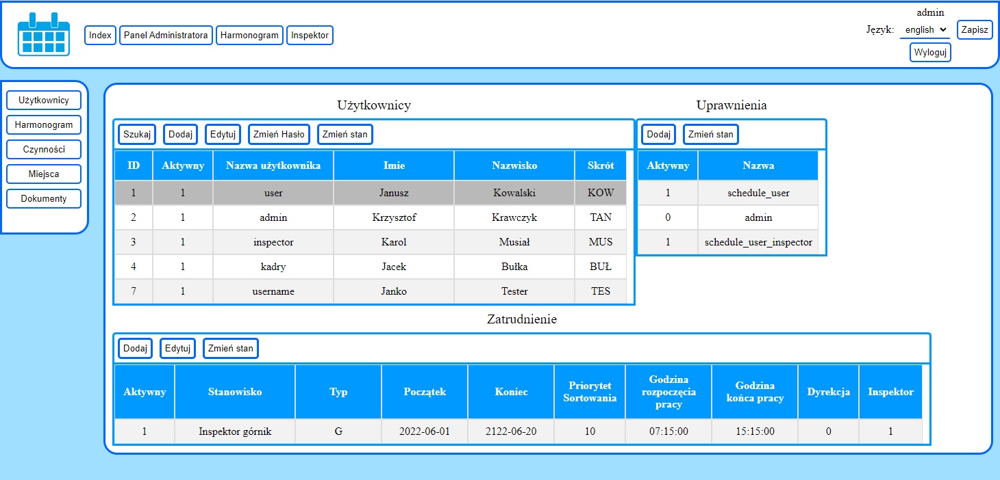 admin
Index Panel Administratora Harmonogram Inspektor
Język: english Zapisz
Wyloguj
Użytkownicy
Harmonogram
Czynności
Miejsca
Dokumenty
Użytkownicy
Szukaj Dodaj Edytuj Zmień Hasło Zmień stan
ID Aktywny Nazwa użytkownika Imie Nazwisko Skrót
1 1 user Janusz Kowalski KOW
2 1 admin Krzysztof Krawczyk TAN
3 1 inspector Karol Musiał MUS
4 1 kadry Jacek Bułka BUŁ
7 1 username Janko Tester TES
Uprawnienia
Dodaj Zmień stan
Aktywny Nazwa
1 schedule_user
0 admin
1 schedule_user_inspector
Zatrudnienie
Dodaj Edytuj Zmień stan
Aktywny Stanowisko Typ Początek Koniec Priorytet Sortowania Godzina rozpoczęcia pracy Godzina końca pracy Dyrekcja Inspektor
1 Inspektor górnik G 2022-06-01 2122-06-20 10 07:15:00 15:15:00 0 1